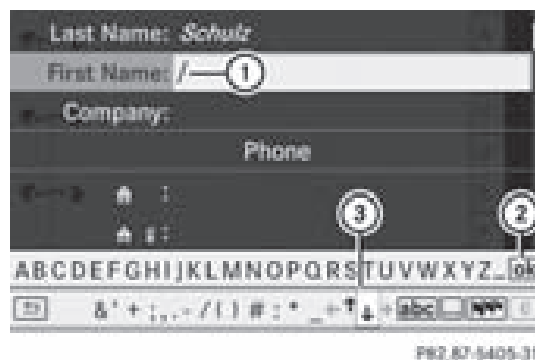 Last Name: Schulz
First Name: / 1
Company:
Phone
:
:
3 2
ABCDEFGHIJKLMNOPQRSTUVWXYZ_ ok
&'+:,.-/()#:*_ abc
P82.87-5405-31